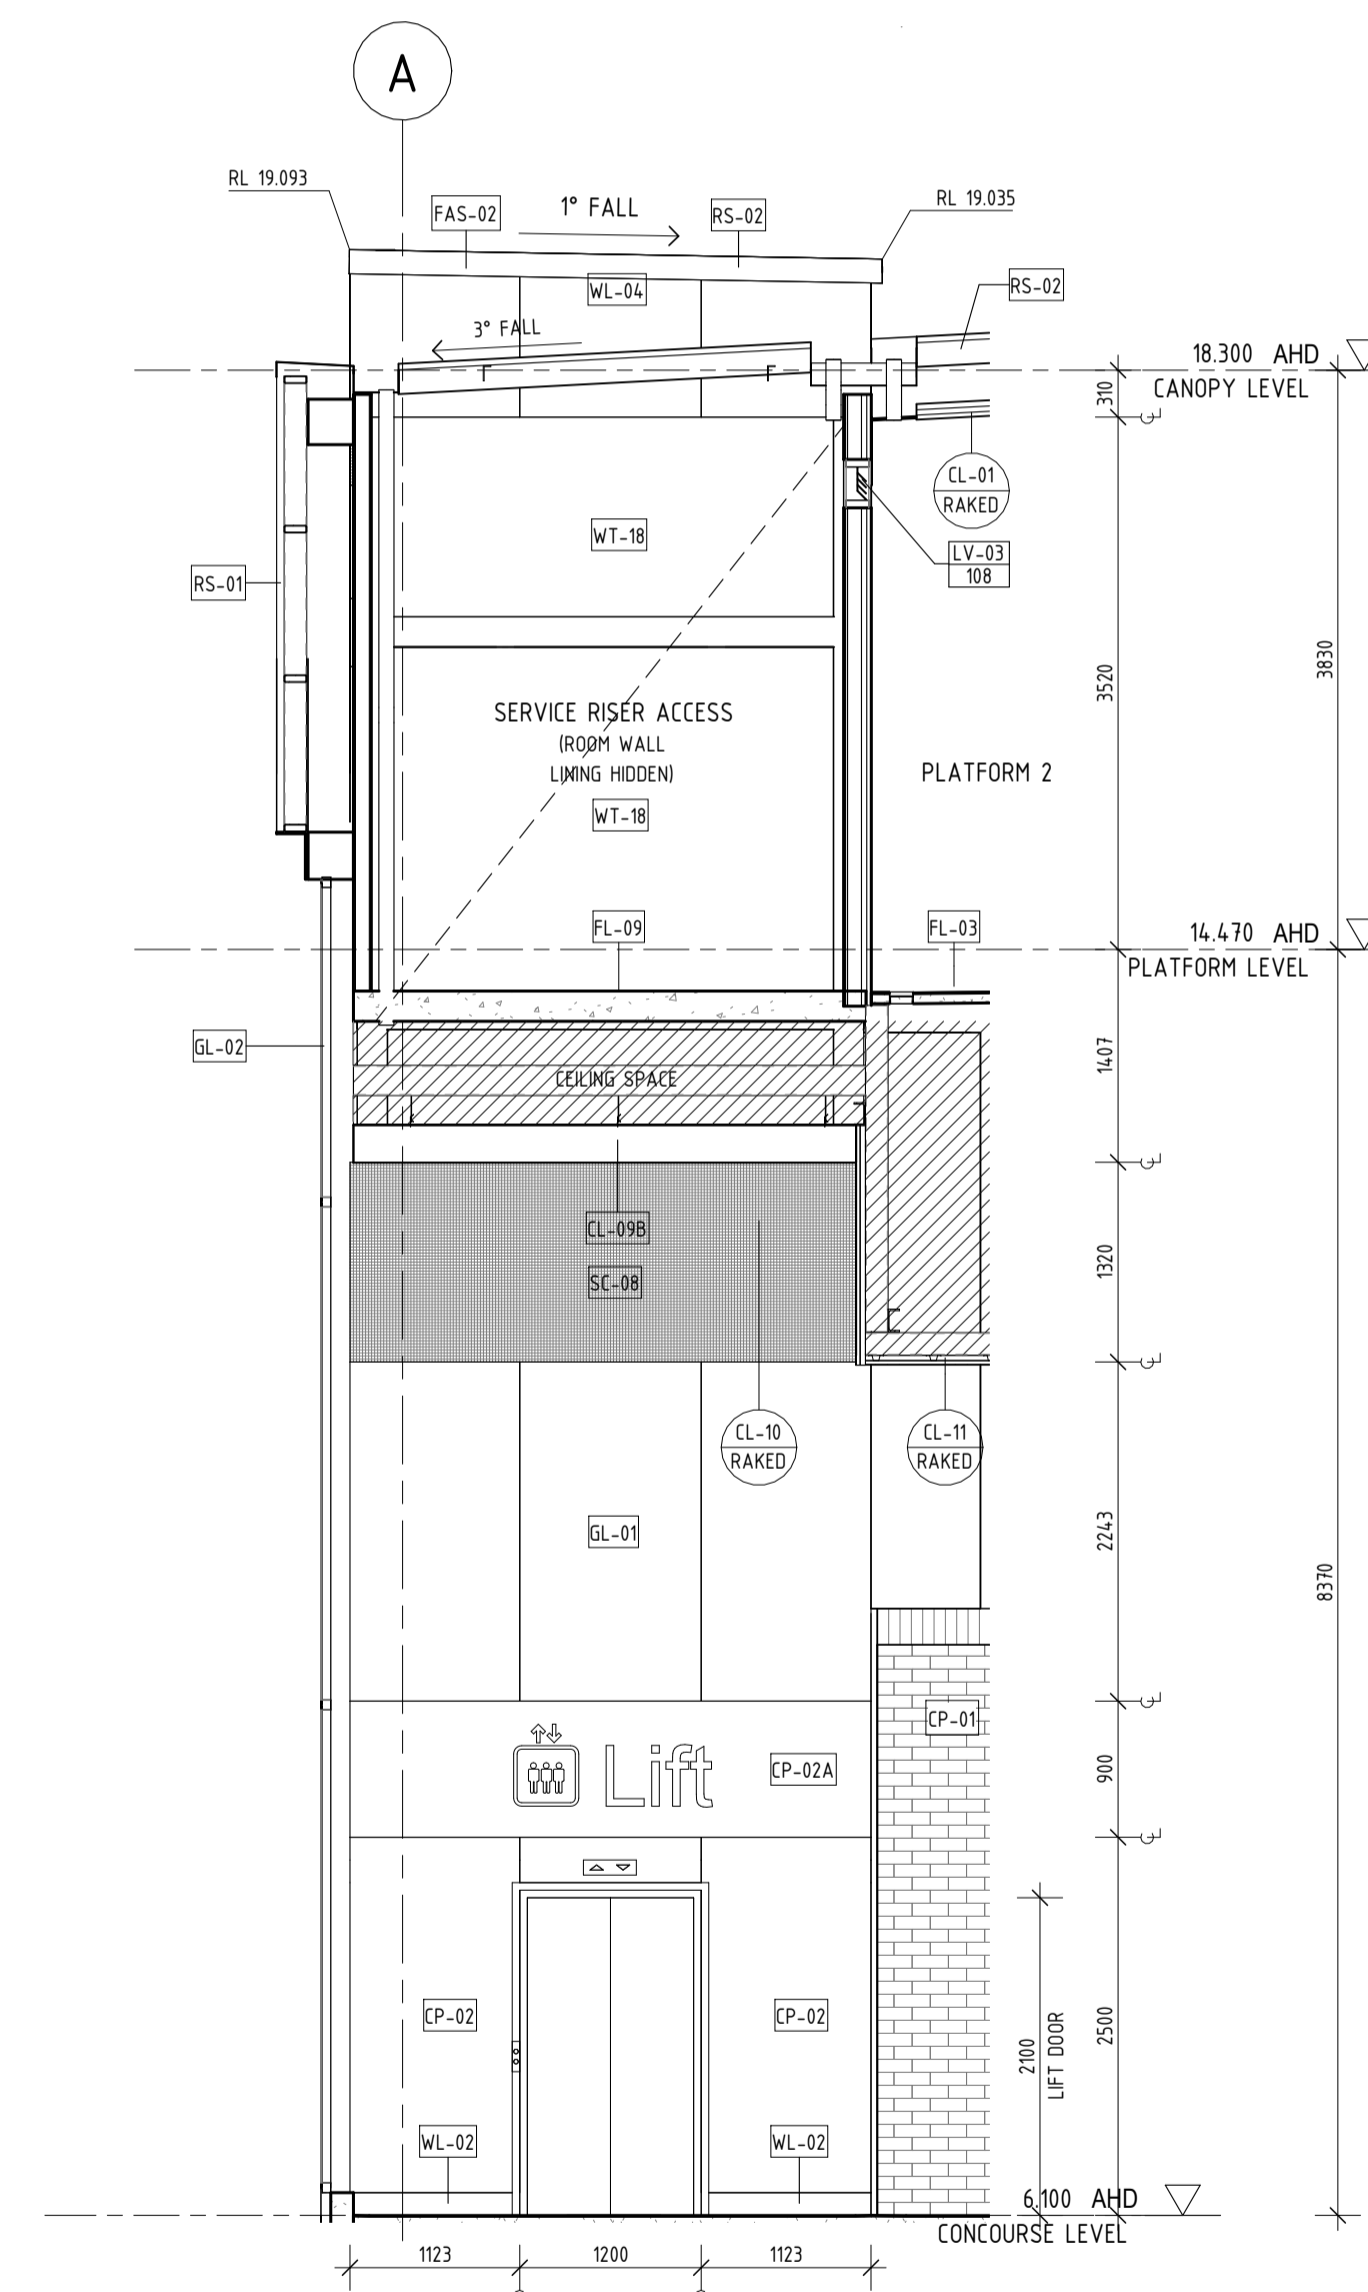 A
RL 19.093
FAS-02
1° FALL
RS-02
RL 19.035
WL-04
RS-02
3° FALL
18.300 AHD
CANOPY LEVEL
310
CL-01
RAKED
WT-18
LV-03
108
RS-01
3520
3830
SERVICE RISER ACCESS
(ROOM WALL
LINING HIDDEN)
PLATFORM 2
WT-18
FL-09
FL-03
14.470 AHD
PLATFORM LEVEL
GL-02
1407
CEILING SPACE
CL-09B
1320
SC-08
CL-10
RAKED
CL-11
RAKED
GL-01
2243
8370
CP-01
Lift
CP-02A
900
CP-02
CP-02
2500
2100
LIFT DOOR
WL-02
WL-02
6.100 AHD
CONCOURSE LEVEL
1123
1200
1123